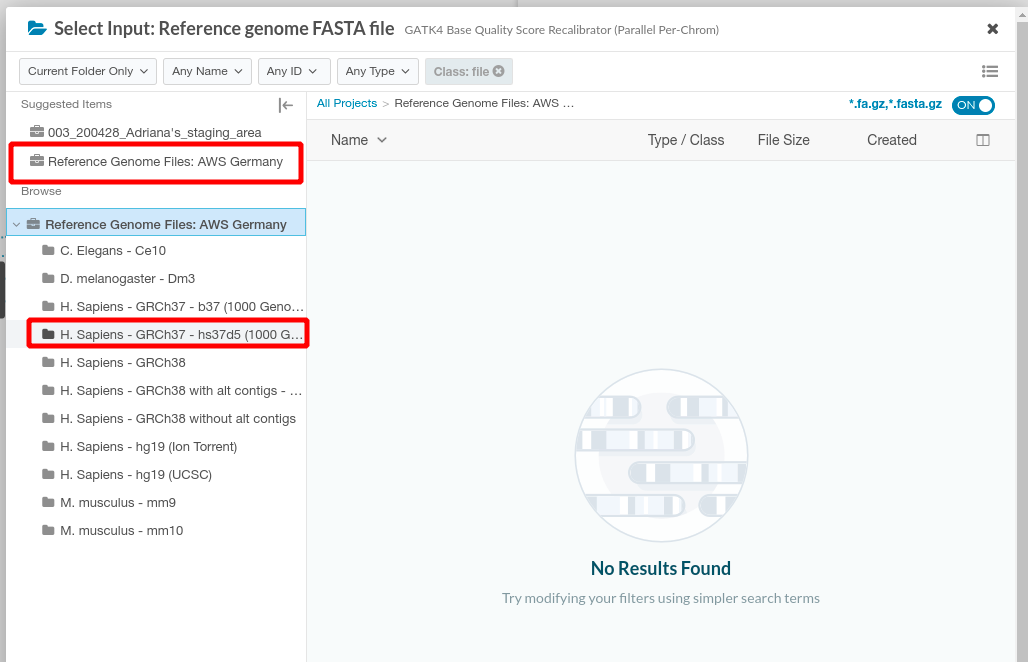 Select Input: Reference genome FASTA file GATK4 Base Quality Score Recalibrator (Parallel Per-Chrom)
Current Folder Only Any Name Any ID Any Type Class: file
Suggested Items
003_200428_Adriana's_staging_area
Reference Genome Files: AWS Germany
Browse
Reference Genome Files: AWS Germany
C. Elegans - Ce10
D. melanogaster - Dm3
H. Sapiens - GRCh37 - b37 (1000 Geno...
H. Sapiens - GRCh37 - hs37d5 (1000 G...
H. Sapiens - GRCh38
H. Sapiens - GRCh38 with alt contigs - ...
H. Sapiens - GRCh38 without alt contigs
H. Sapiens - hg19 (Ion Torrent)
H. Sapiens - hg19 (UCSC)
M. musculus - mm9
M. musculus - mm10
All Projects > Reference Genome Files: AWS ... *.fa.gz,*.fasta.gz ON
Name Type / Class File Size Created
No Results Found
Try modifying your filters using simpler search terms